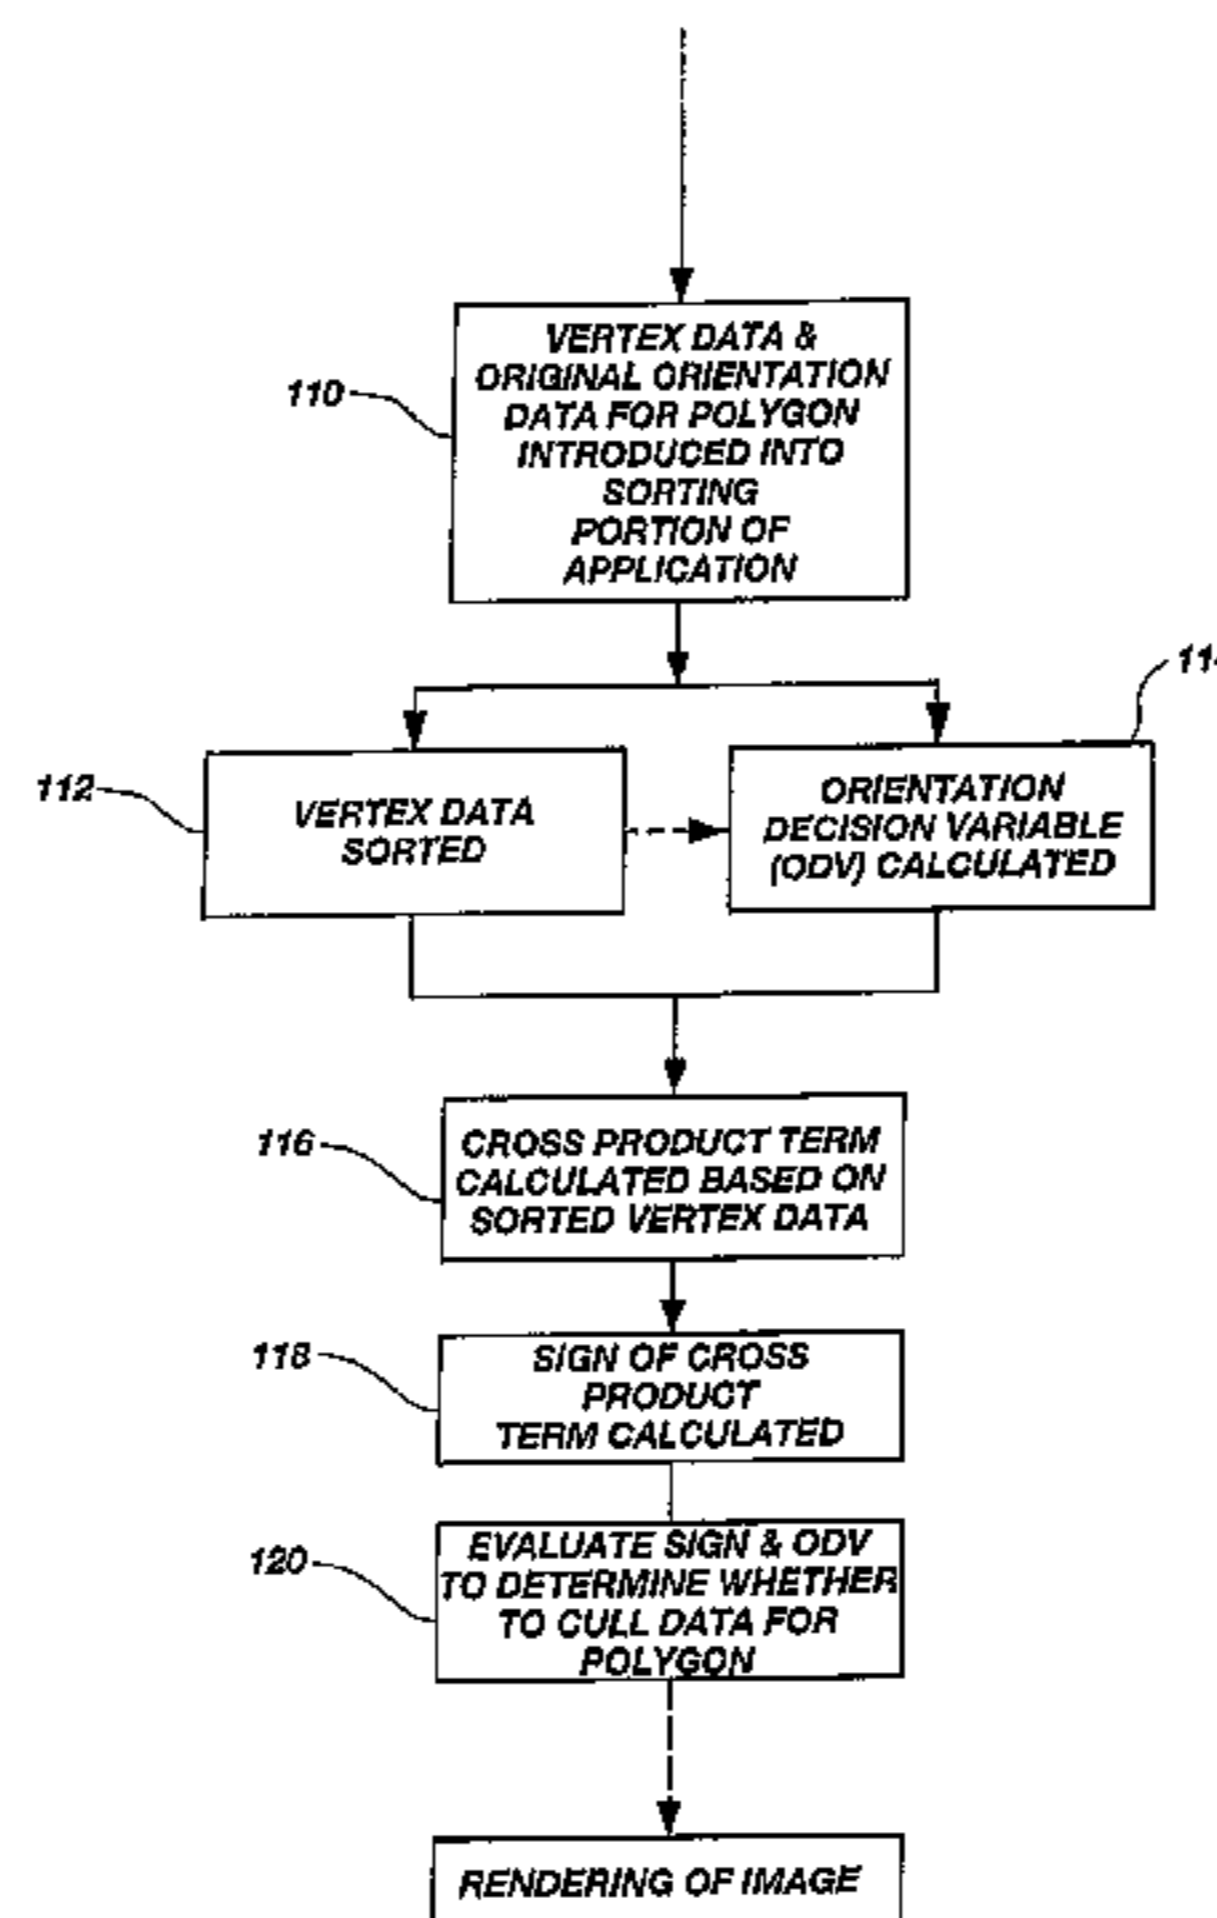 VERTEX DATA &
ORIGINAL ORIENTATION
DATA FOR POLYGON
INTRODUCED INTO
SORTING
PORTION OF
APPLICATION
110
112
VERTEX DATA
SORTED
ORIENTATION
DECISION VARIABLE
(ODV) CALCULATED
116
CROSS PRODUCT TERM
CALCULATED BASED ON
SORTED VERTEX DATA
118
SIGN OF CROSS
PRODUCT
TERM CALCULATED
120
EVALUATE SIGN & ODV
TO DETERMINE WHETHER
TO CULL DATA FOR
POLYGON
RENDERING OF IMAGE